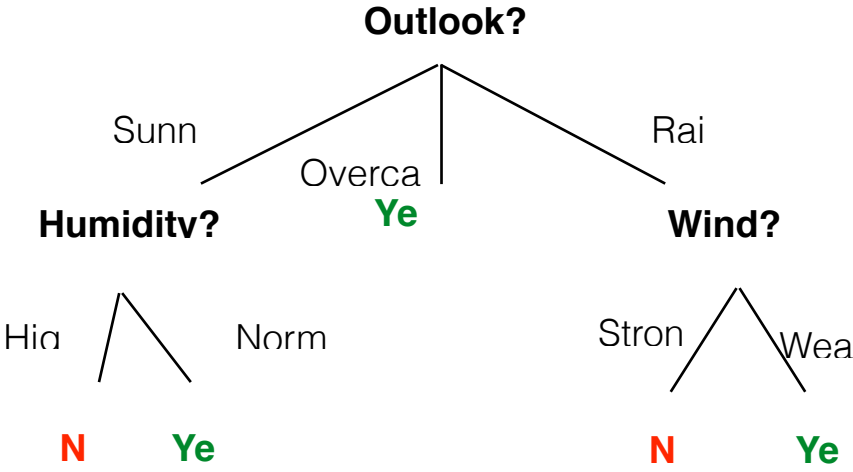 Outlook?
Sunn
Rai
Overca
Ye
Humidity?
Wind?
Hig
Norm
Stron
Wea
N
Ye
N
Ye